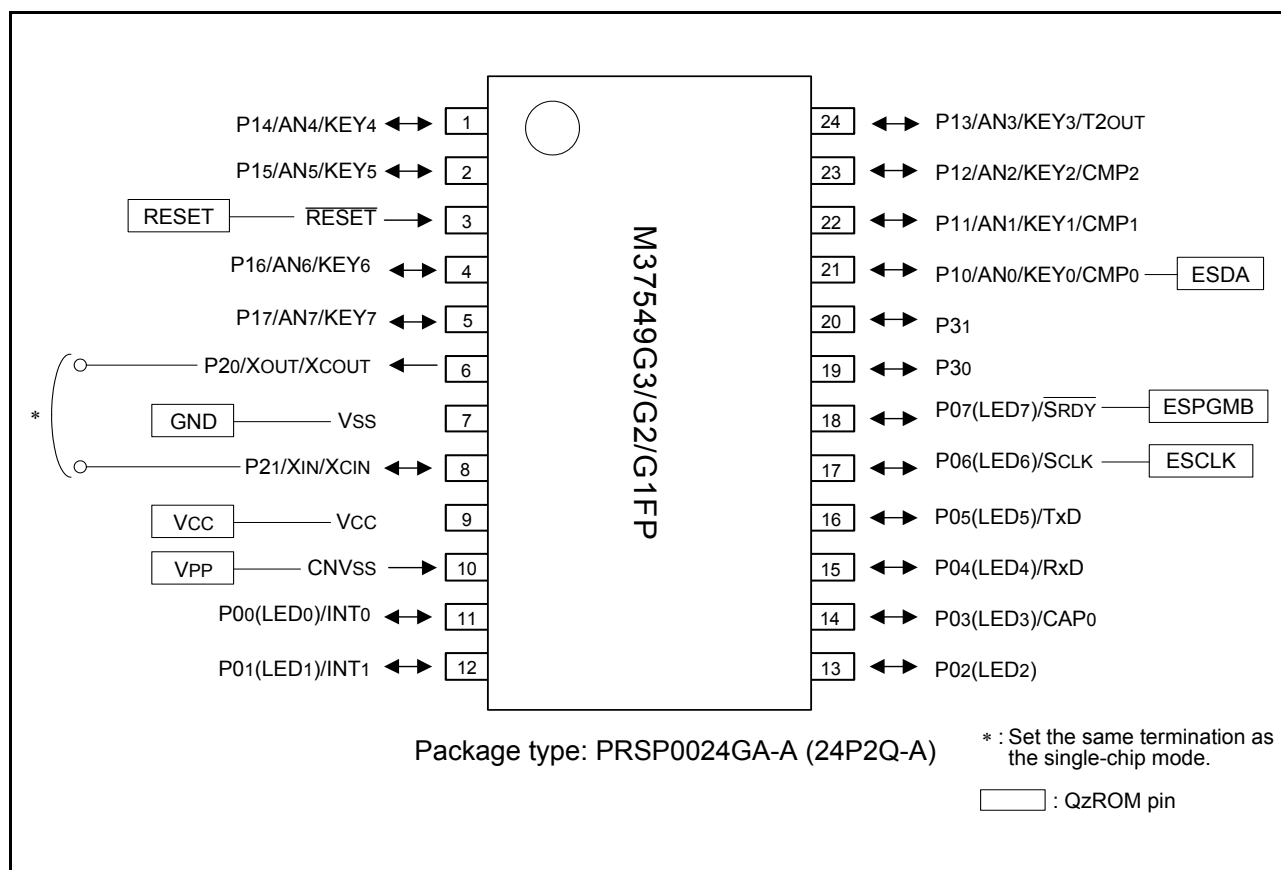 P14/AN4/KEY4
1
P15/AN5/KEY5
2
RESET
RESET
3
P16/AN6/KEY6
4
P17/AN7/KEY7
5
P20/XOUT/XCOUT
6
*
GND
VSS
7
P21/XIN/XCIN
8
VCC
VCC
9
VPP
CNVSS
10
P00(LED0)/INT0
11
P01(LED1)/INT1
12
M37549G3/G2/G1FP
24
P13/AN3/KEY3/T2OUT
23
P12/AN2/KEY2/CMP2
22
P11/AN1/KEY1/CMP1
21
P10/AN0/KEY0/CMP0
ESDA
20
P31
19
P30
18
P07(LED7)/SRDY
ESPGMB
17
P06(LED6)/SCLK
ESCLK
16
P05(LED5)/TxD
15
P04(LED4)/RxD
14
P03(LED3)/CAP0
13
P02(LED2)
Package type: PRSP0024GA-A (24P2Q-A)
* : Set the same termination as
the single-chip mode.
: QzROM pin